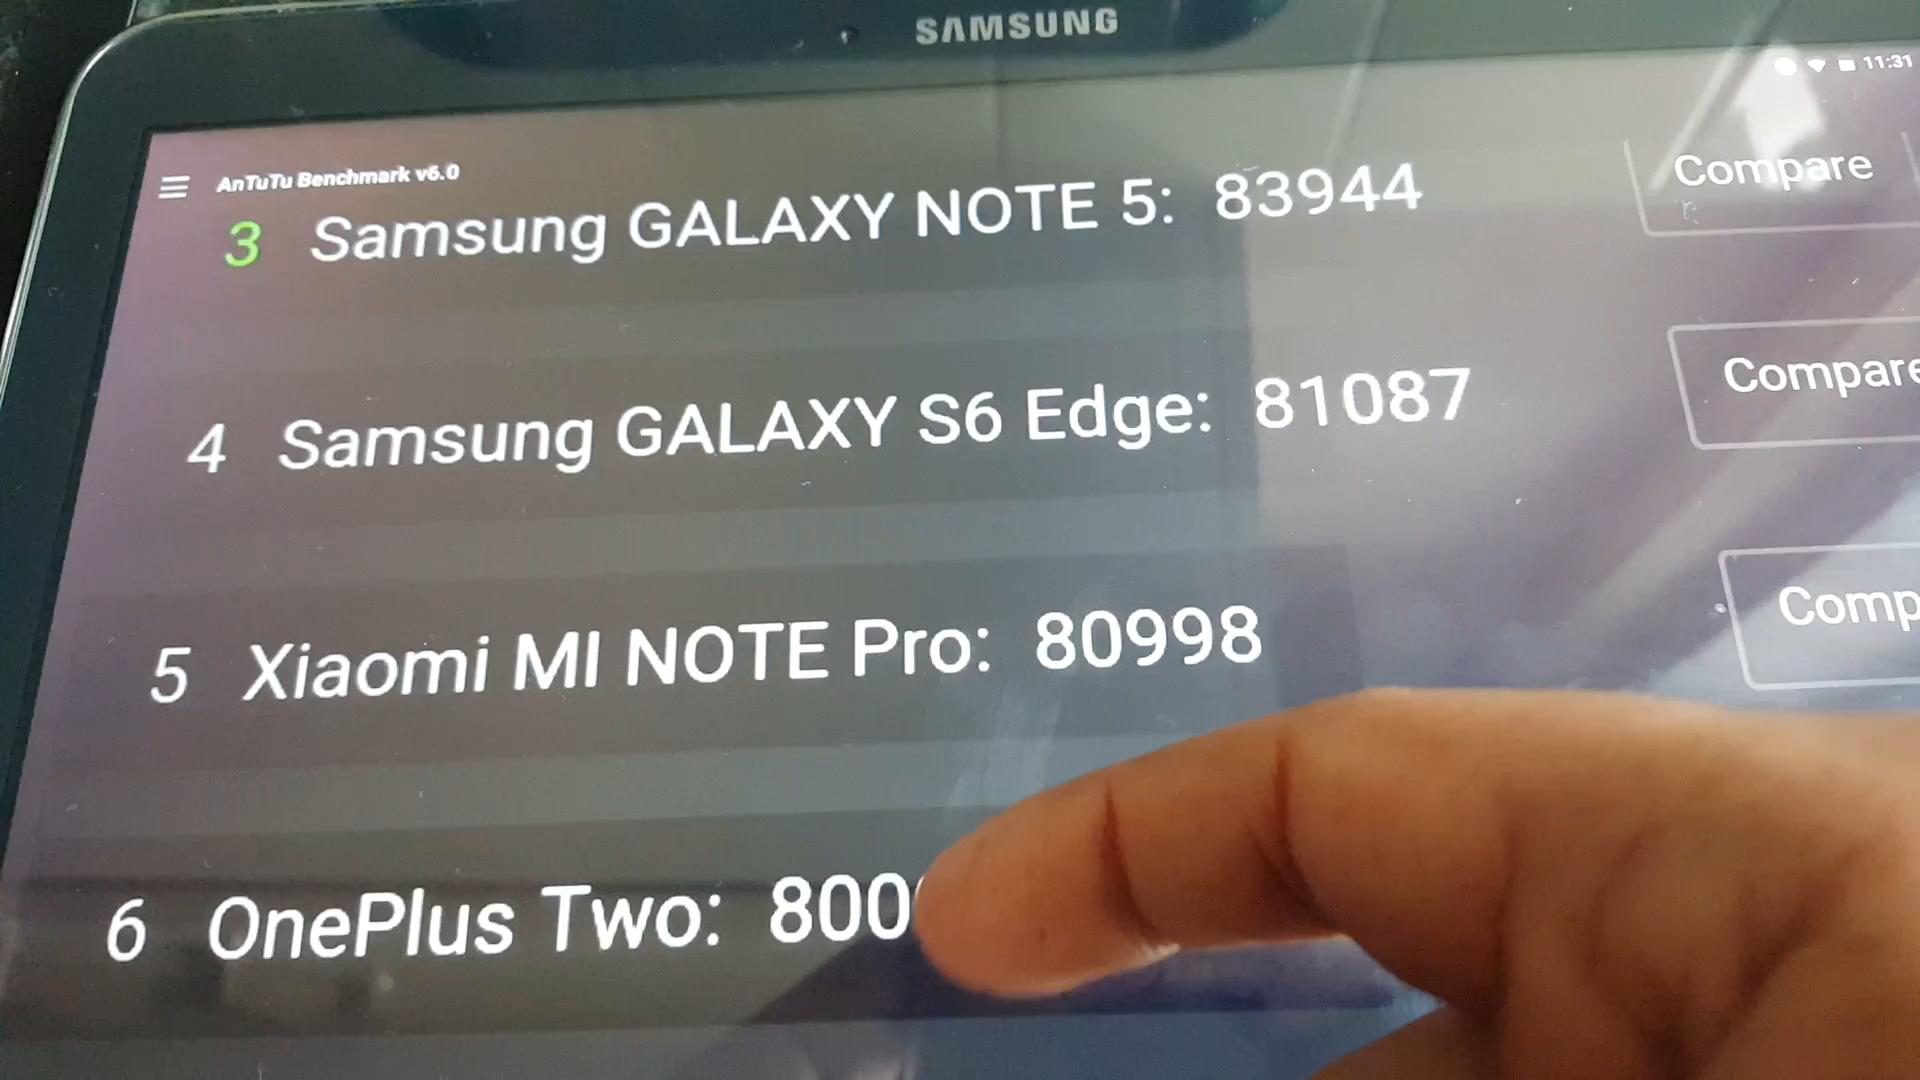 SAMSUNG
11:31
AnTuTu Benchmark v6.0
3 Samsung GALAXY NOTE 5: 83944 Compare
4 Samsung GALAXY S6 Edge: 81087 Compare
5 Xiaomi MI NOTE Pro: 80998
6 OnePlus Two: